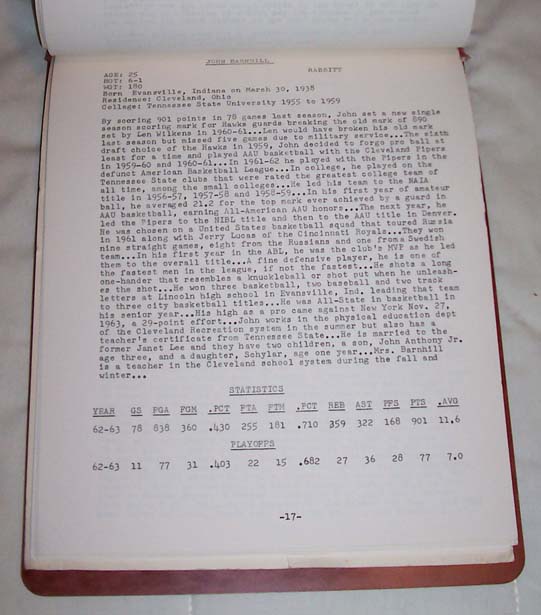 JOHN BARNHILL
RABBITT
AGE: 25
HGT: 6-1
WGT: 180
Born Evansville, Indiana on March 30, 1938
Residence: Cleveland, Ohio
College: Tennessee State University 1955 to 1959
By scoring 901 points in 78 games last season, John set a new single
season scoring mark for Hawks guards breaking the old mark of 890
set by Len Wilkens in 1960-61...Len would have broken his old mark
last season but missed five games due to military service...The sixth
draft choice of the Hawks in 1959, John decided to forgo pro ball at
least for a time and played AAU basketball with the Cleveland Pipers
in 1959-60 and 1960-61...In 1961-62 he played with the Pipers in the
defunct American Basketball League...In college, he played on the
Tennessee State clubs that were rated the greatest college team of
all time, among the small colleges...He led his team to the NAIA
title in 1956-57, 1957-58 and 1958-59...In his first year of amateur
ball, he averaged 21.2 for the top mark ever achieved by a guard in
AAU basketball, earning All-American AAU honors...The next year, he
led the Pipers to the NIBL title and then to the AAU title in Denver.
He was chosen on a United States basketball squad that toured Russia
in 1961 along with Jerry Lucas of the Cincinnati Royals...They won
nine straight games, eight from the Russians and one from a Swedish
team...In his first year in the ABL, he was the club's MVP as he led
them to the overall title...A fine defensive player, he is one of
the fastest men in the league, if not the fastest...He shots a long
one-hander that resembles a knuckleball or shot put when he unleash-
es the shot...He won three basketball, two baseball and two track
letters at Lincoln high school in Evansville, Ind. leading that team
to three city basketball titles...He was All-State in basketball in
his senior year...His high as a pro came against New York Nov. 27,
1963, a 29-point effort...John works in the physical education dept
of the Cleveland Recreation system in the summer but also has a
teacher's certificate from Tennessee State...He is married to the
former Janet Lee and they have two children, a son, John Anthony Jr.
age three, and a daughter, Schylar, age one year...Mrs. Barnhill
is a teacher in the Cleveland school system during the fall and
winter...
STATISTICS
YEAR GS FGA FGM .PCT FTA FTM .PCT REB AST PFS PTS .AVG
62-63 78 838 360 .430 255 181 .710 359 322 168 901 11.6
PLAYOFFS
62-63 11 77 31 .403 22 15 .682 27 36 28 77 7.0
-17-